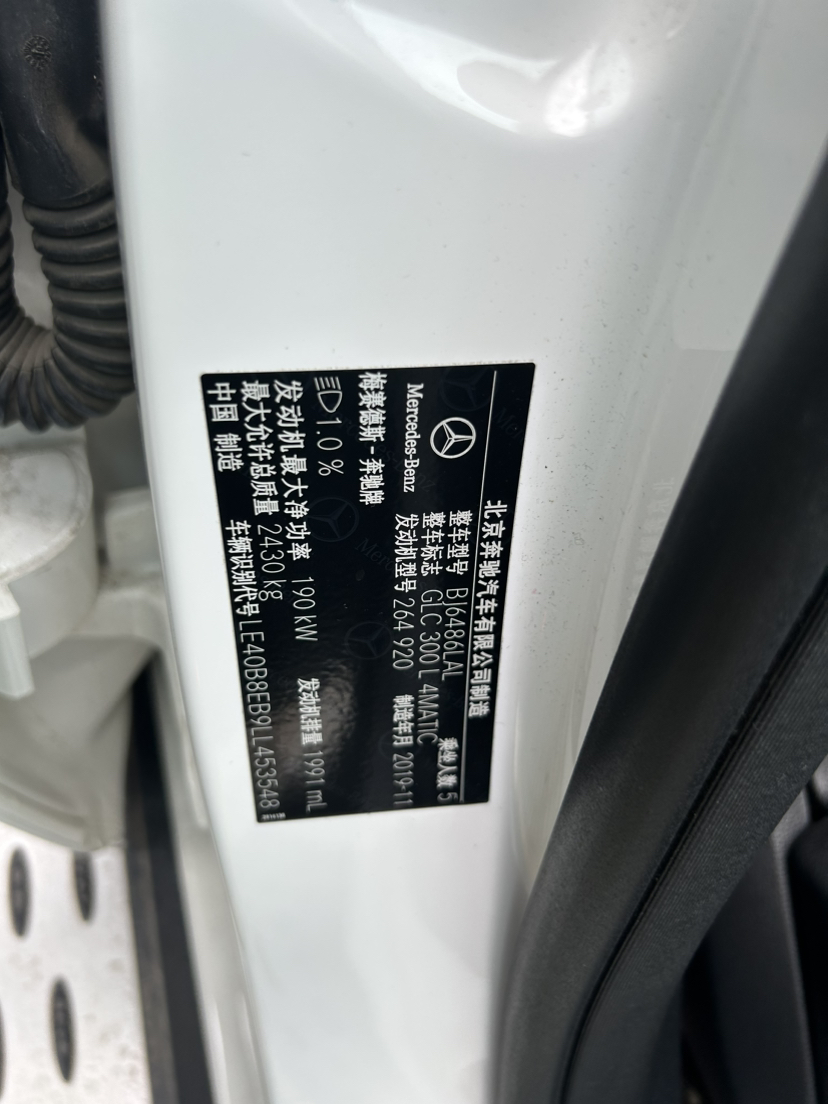 北京奔驰汽车有限公司制造
整车型号 BJ6486LAL 乘坐人数 5
整车标志 GLC 300 L 4MATIC
Mercedes-Benz 发动机型号 264 920 制造年月 2019-11
梅赛德斯-奔驰牌
1.0 %
发动机最大净功率 190 kW 发动机排量 1991 mL
最大允许总质量 2430 kg
中国 制造 车辆识别代号 LE40B8EB9LL453548